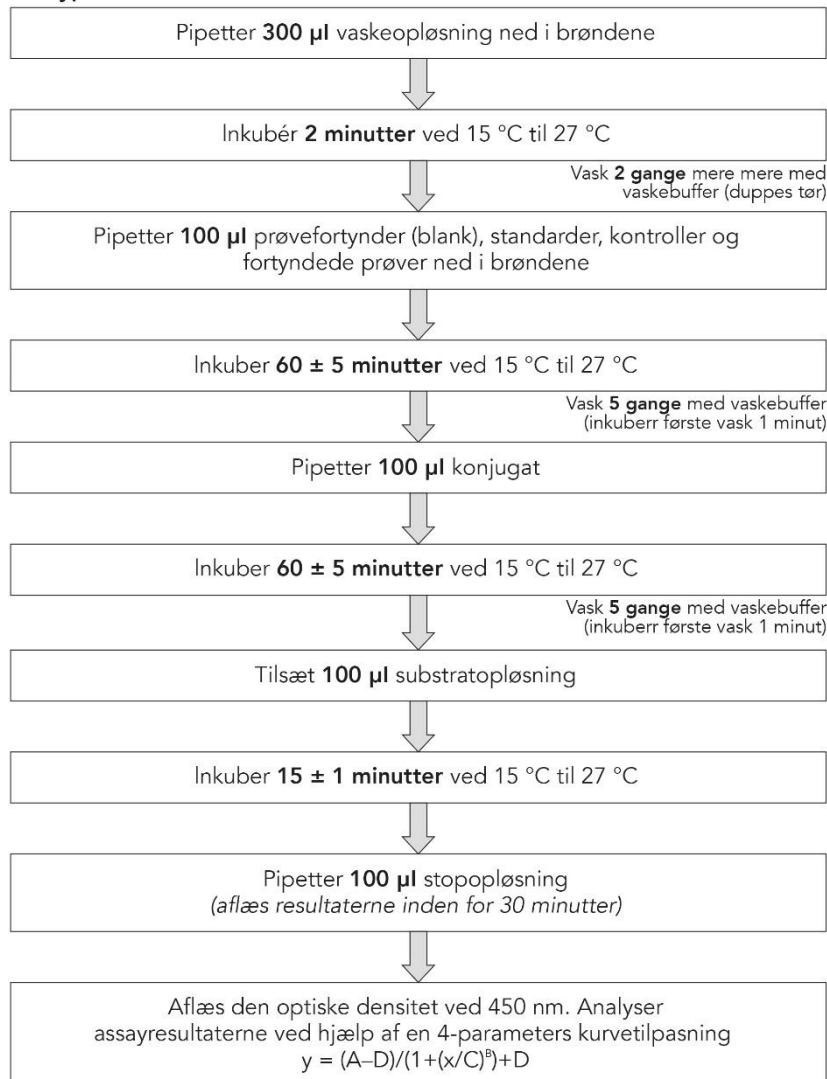 Pipetter 300 µl vaskeopløsning ned i brøndene
Inkubér 2 minutter ved 15 °C til 27 °C
Vask 2 gange mere mere med
vaskebuffer (duppes tør)
Pipetter 100 µl prøvefortynder (blank), standarder, kontroller og
fortyndede prøver ned i brøndene
Inkuber 60 ± 5 minutter ved 15 °C til 27 °C
Vask 5 gange med vaskebuffer
(inkuberr første vask 1 minut)
Pipetter 100 µl konjugat
Inkuber 60 ± 5 minutter ved 15 °C til 27 °C
Vask 5 gange med vaskebuffer
(inkuberr første vask 1 minut)
Tilsæt 100 µl substratopløsning
Inkuber 15 ± 1 minutter ved 15 °C til 27 °C
Pipetter 100 µl stopopløsning
(aflæs resultaterne inden for 30 minutter)
Aflæs den optiske densitet ved 450 nm. Analyser
assayresultaterne ved hjælp af en 4-parameters kurvetilpasning
y = (A–D)/(1+(x/C)ᴮ)+D